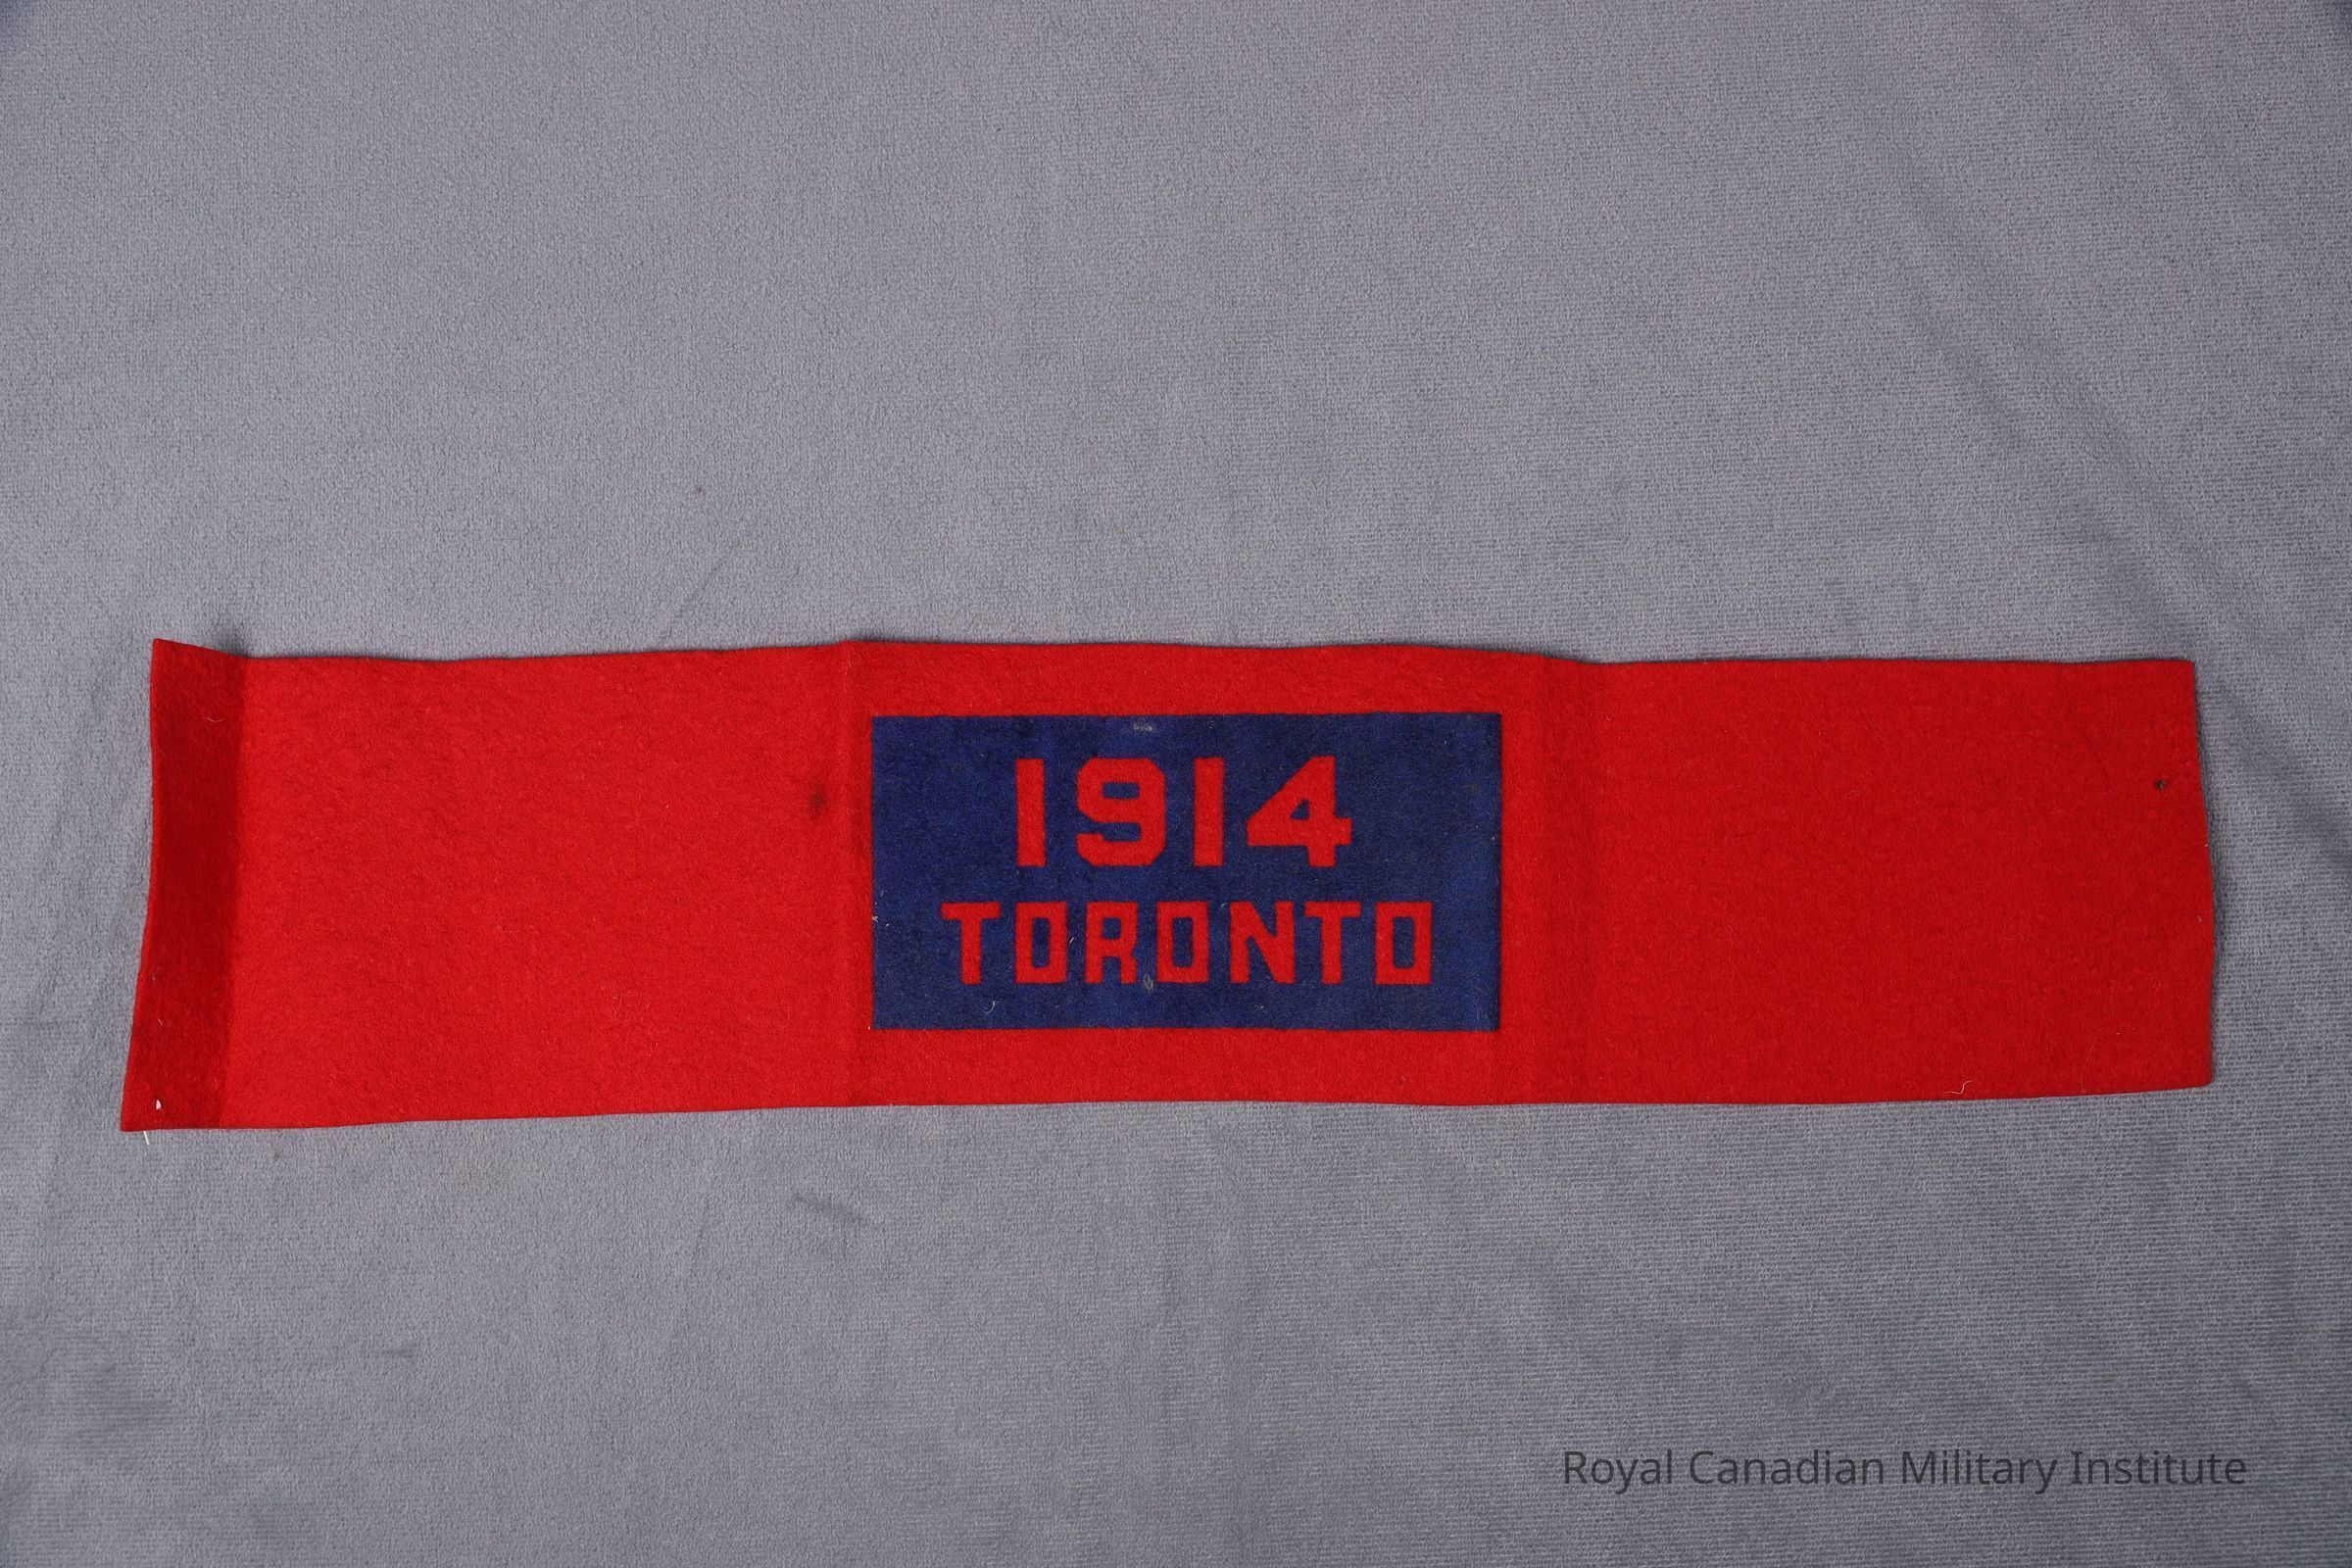 1914
TORONTO
Royal Canadian Military Institute